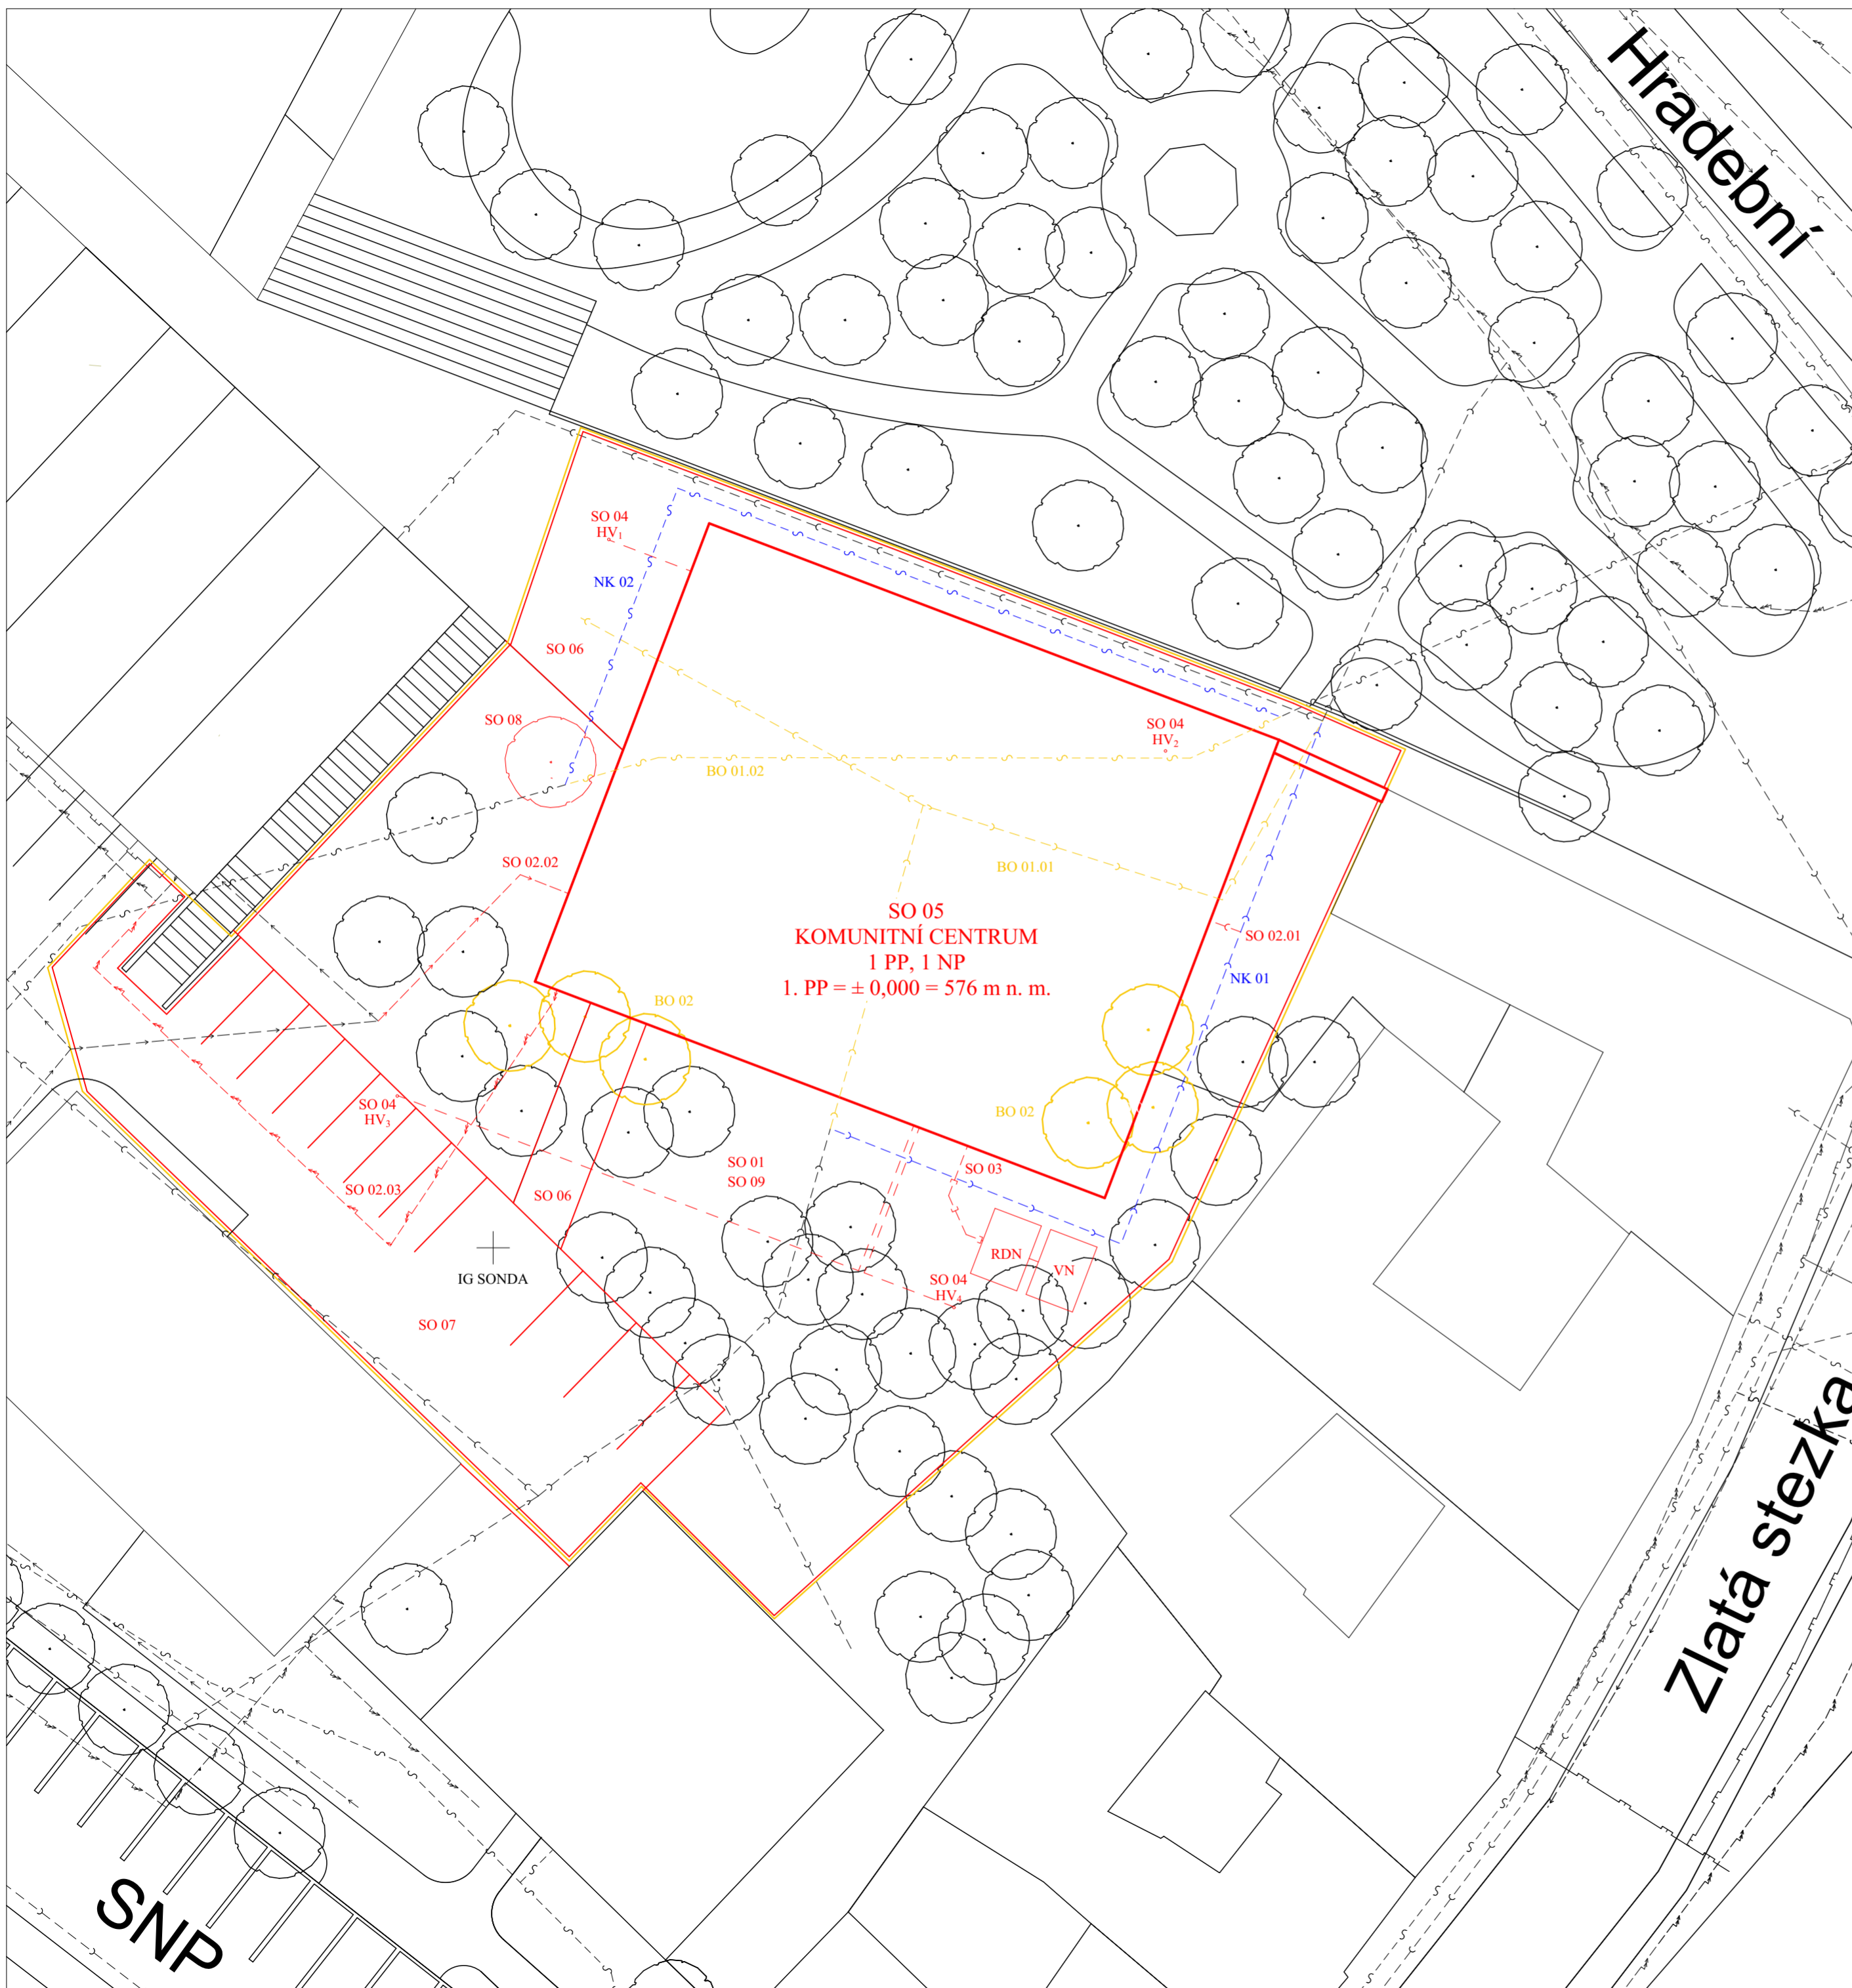 Hradební
SO 04
HV₁
NK 02
SO 06
SO 08
SO 04
HV₂
BO 01.02
SO 02.02
BO 01.01
SO 05
KOMUNITNÍ CENTRUM
1 PP, 1 NP
1. PP = ± 0,000 = 576 m n. m.
SO 02.01
NK 01
BO 02
SO 04
HV₃
BO 02
SO 01
SO 09
SO 03
SO 02.03
SO 06
RDN
VN
IG SONDA
SO 04
HV₄
SO 07
Zlatá stezka
SNP